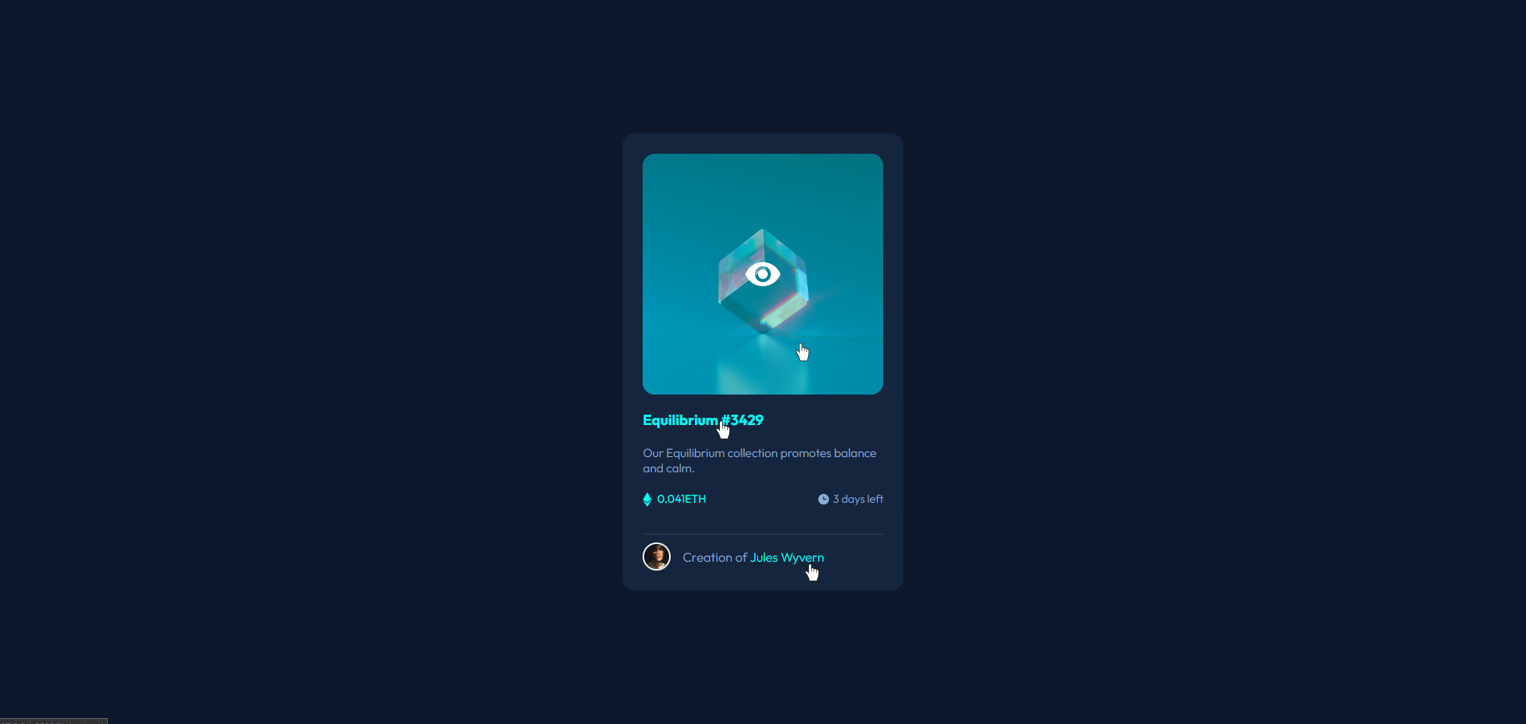 Equilibrium #3429
Our Equilibrium collection promotes balance
and calm.
0.041ETH
3 days left
Creation of Jules Wyvern